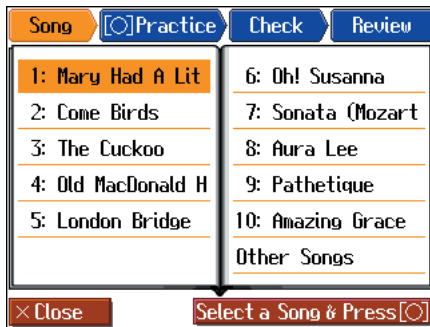 Song [○]Practice Check Review
1: Mary Had A Lit
2: Come Birds
3: The Cuckoo
4: Old MacDonald H
5: London Bridge
6: Oh! Susanna
7: Sonata (Mozart
8: Aura Lee
9: Pathetique
10: Amazing Grace
Other Songs
×Close
Select a Song & Press[○]